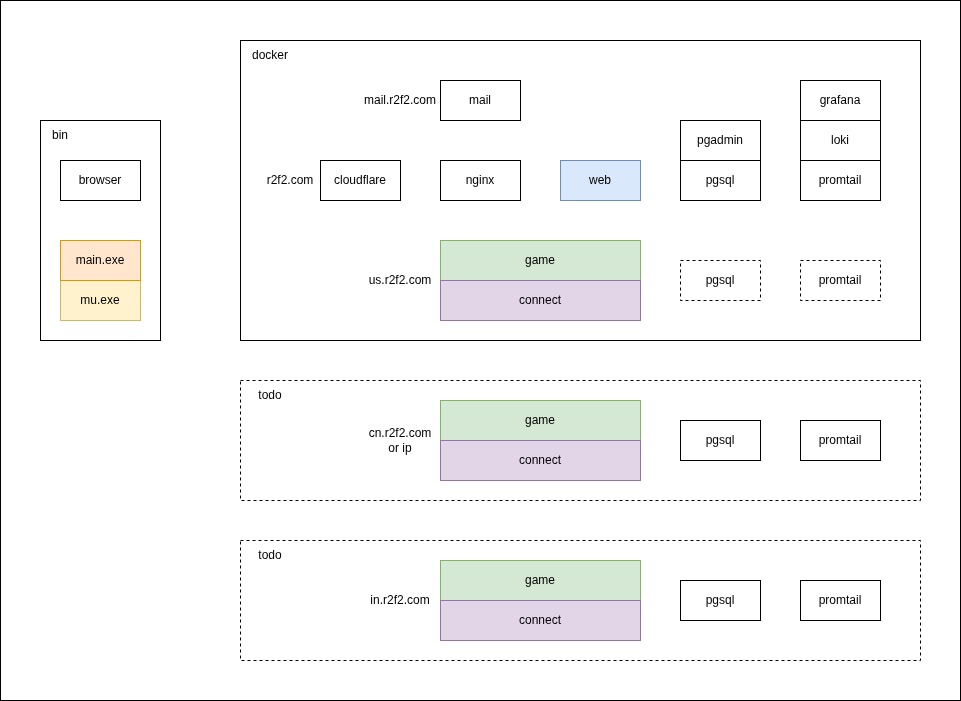 docker
mail.r2f2.com
mail
grafana
bin
pgadmin
loki
browser
r2f2.com
cloudflare
nginx
web
pgsql
promtail
main.exe
mu.exe
us.r2f2.com
game
connect
pgsql
promtail
todo
cn.r2f2.com
or ip
game
connect
pgsql
promtail
todo
in.r2f2.com
game
connect
pgsql
promtail